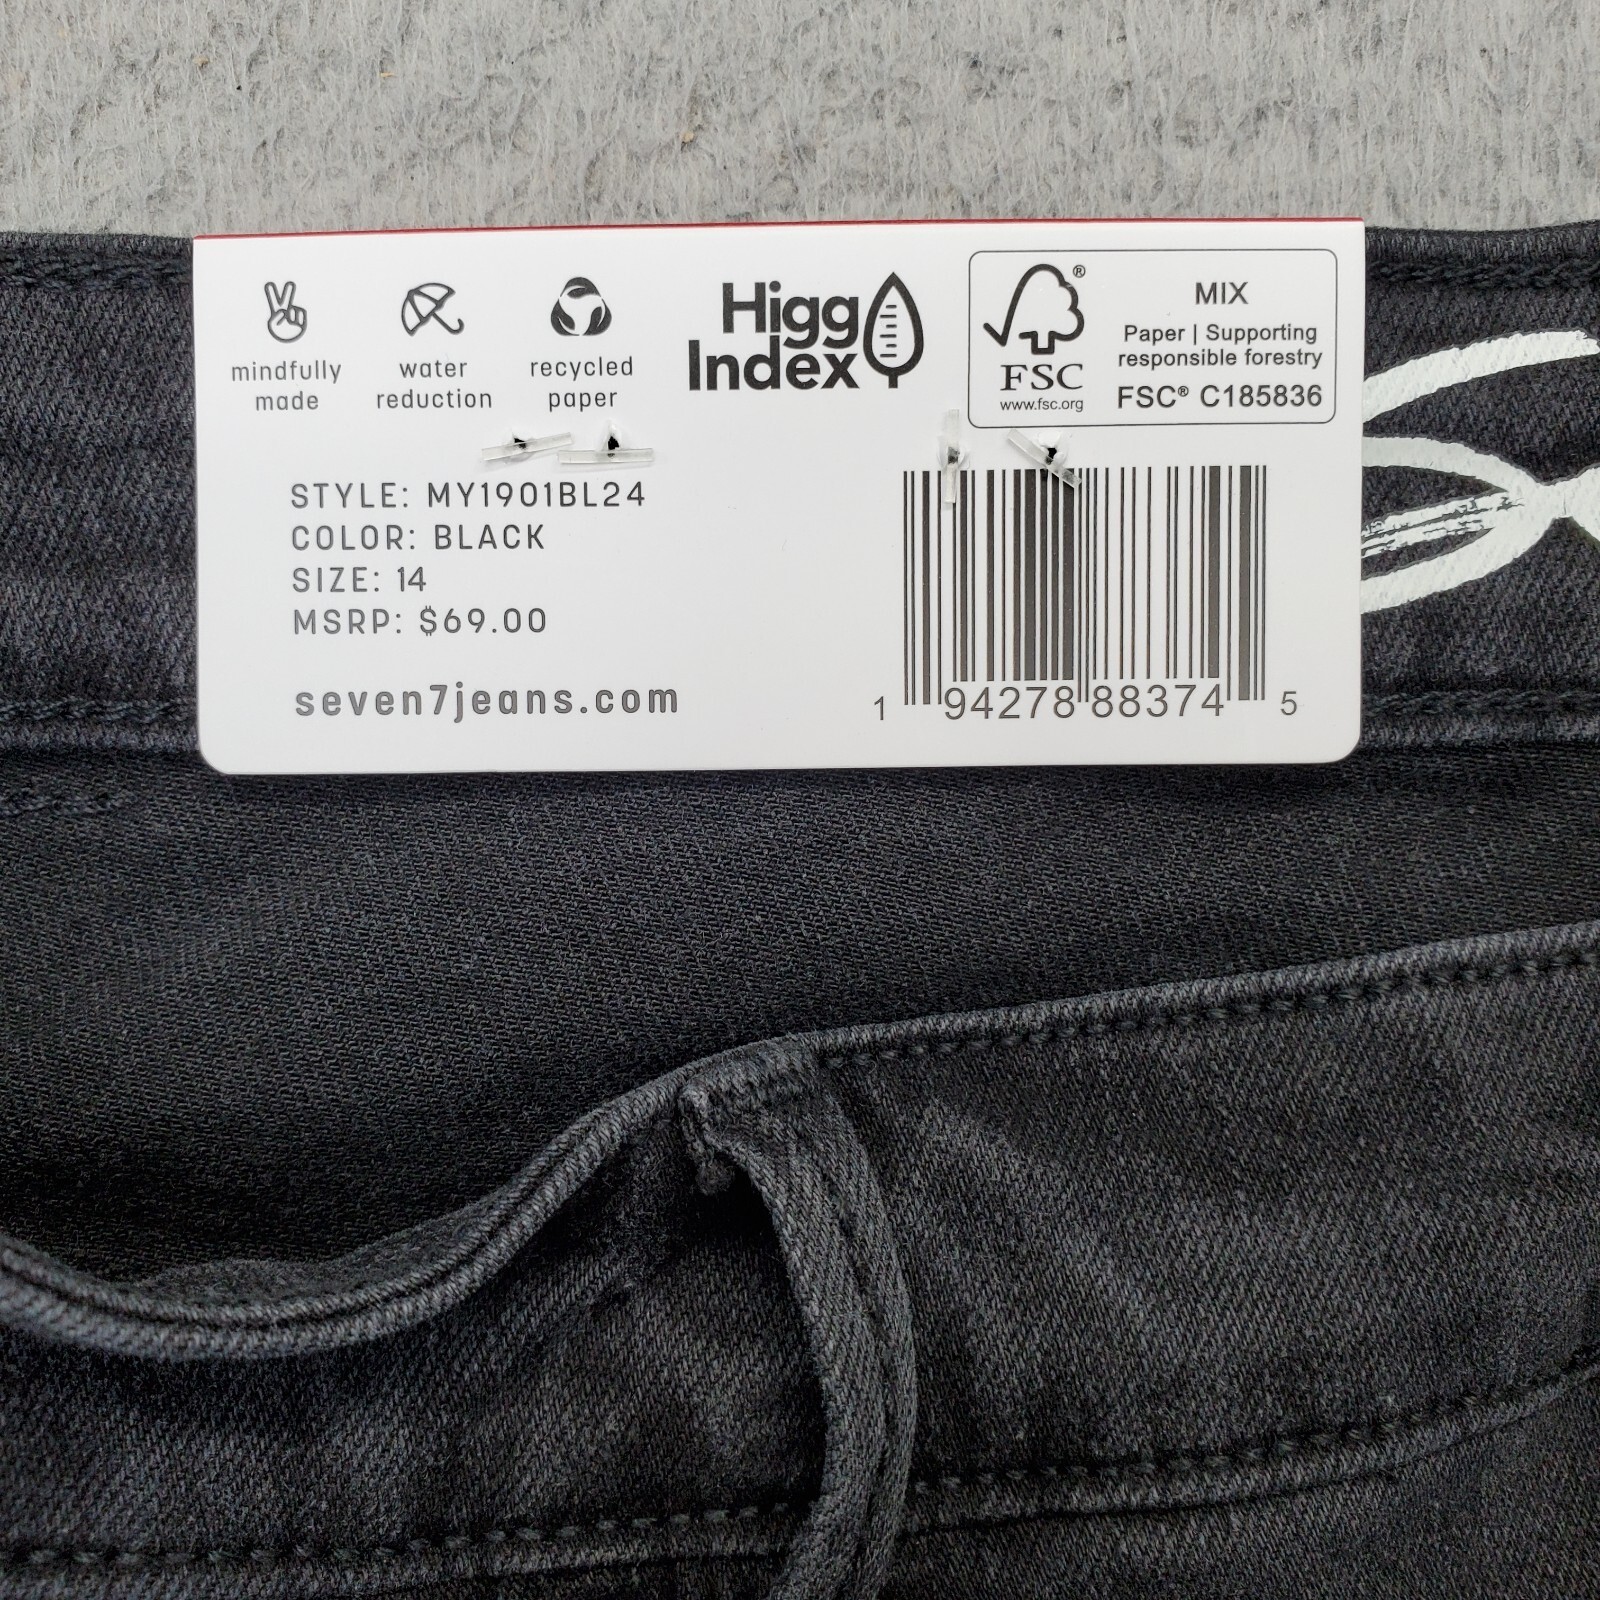 mindfully
made
water
reduction
recycled
paper
Higg
Index
®
FSC
www.fsc.org
MIX
Paper | Supporting
responsible forestry
FSC® C185836
STYLE: MY1901BL24
COLOR: BLACK
SIZE: 14
MSRP: $69.00
seven7jeans.com
1 94278 88374 5